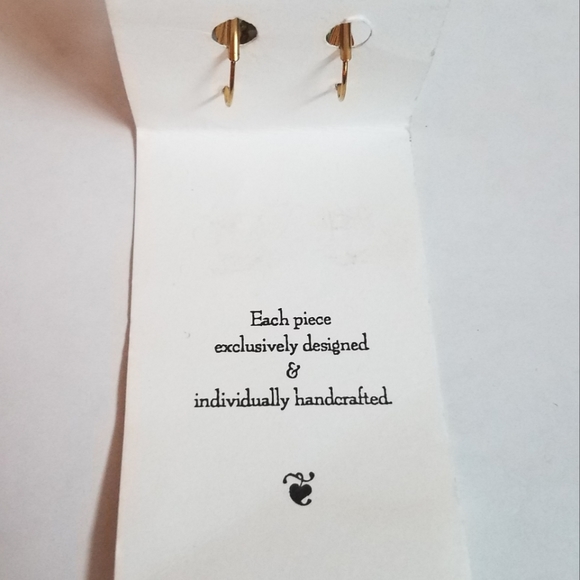 Each piece
exclusively designed
&
individually handcrafted.